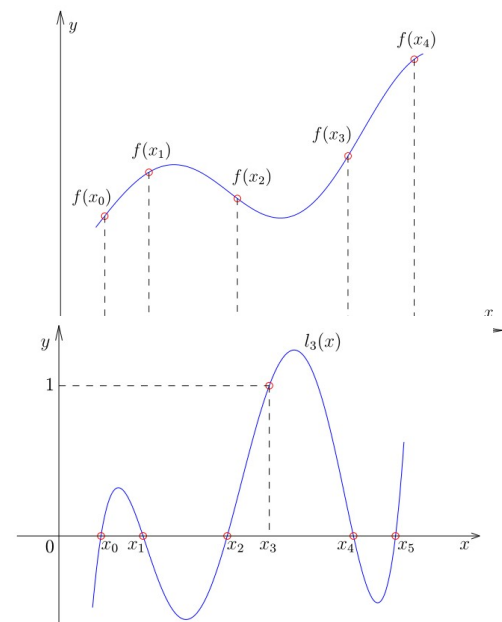 y
f(x₄)
f(x₃)
f(x₁)
f(x₂)
f(x₀)
x
y
l₃(x)
1
0
x₀ x₁ x₂ x₃ x₄ x₅ x